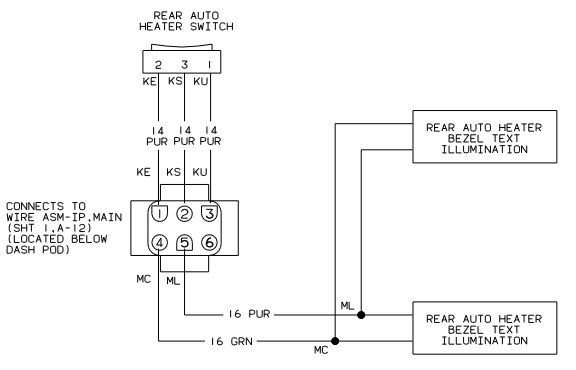 REAR AUTO
HEATER SWITCH
2 3 1
KE KS KU
14 14 14
PUR PUR PUR
KE KS KU
CONNECTS TO
WIRE ASM-IP,MAIN
(SHT 1,A-12)
(LOCATED BELOW
DASH POD)
1 2 3
4 5 6
MC ML
16 PUR
16 GRN
ML
MC
REAR AUTO HEATER
BEZEL TEXT
ILLUMINATION
REAR AUTO HEATER
BEZEL TEXT
ILLUMINATION